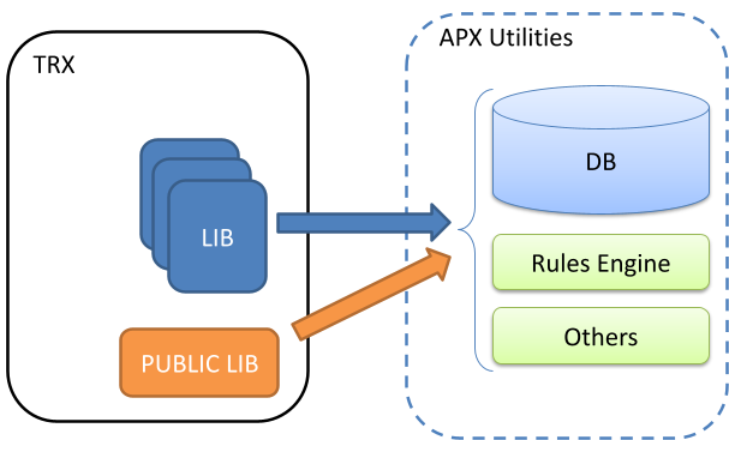 TRX
APX Utilities
LIB
PUBLIC LIB
DB
Rules Engine
Others